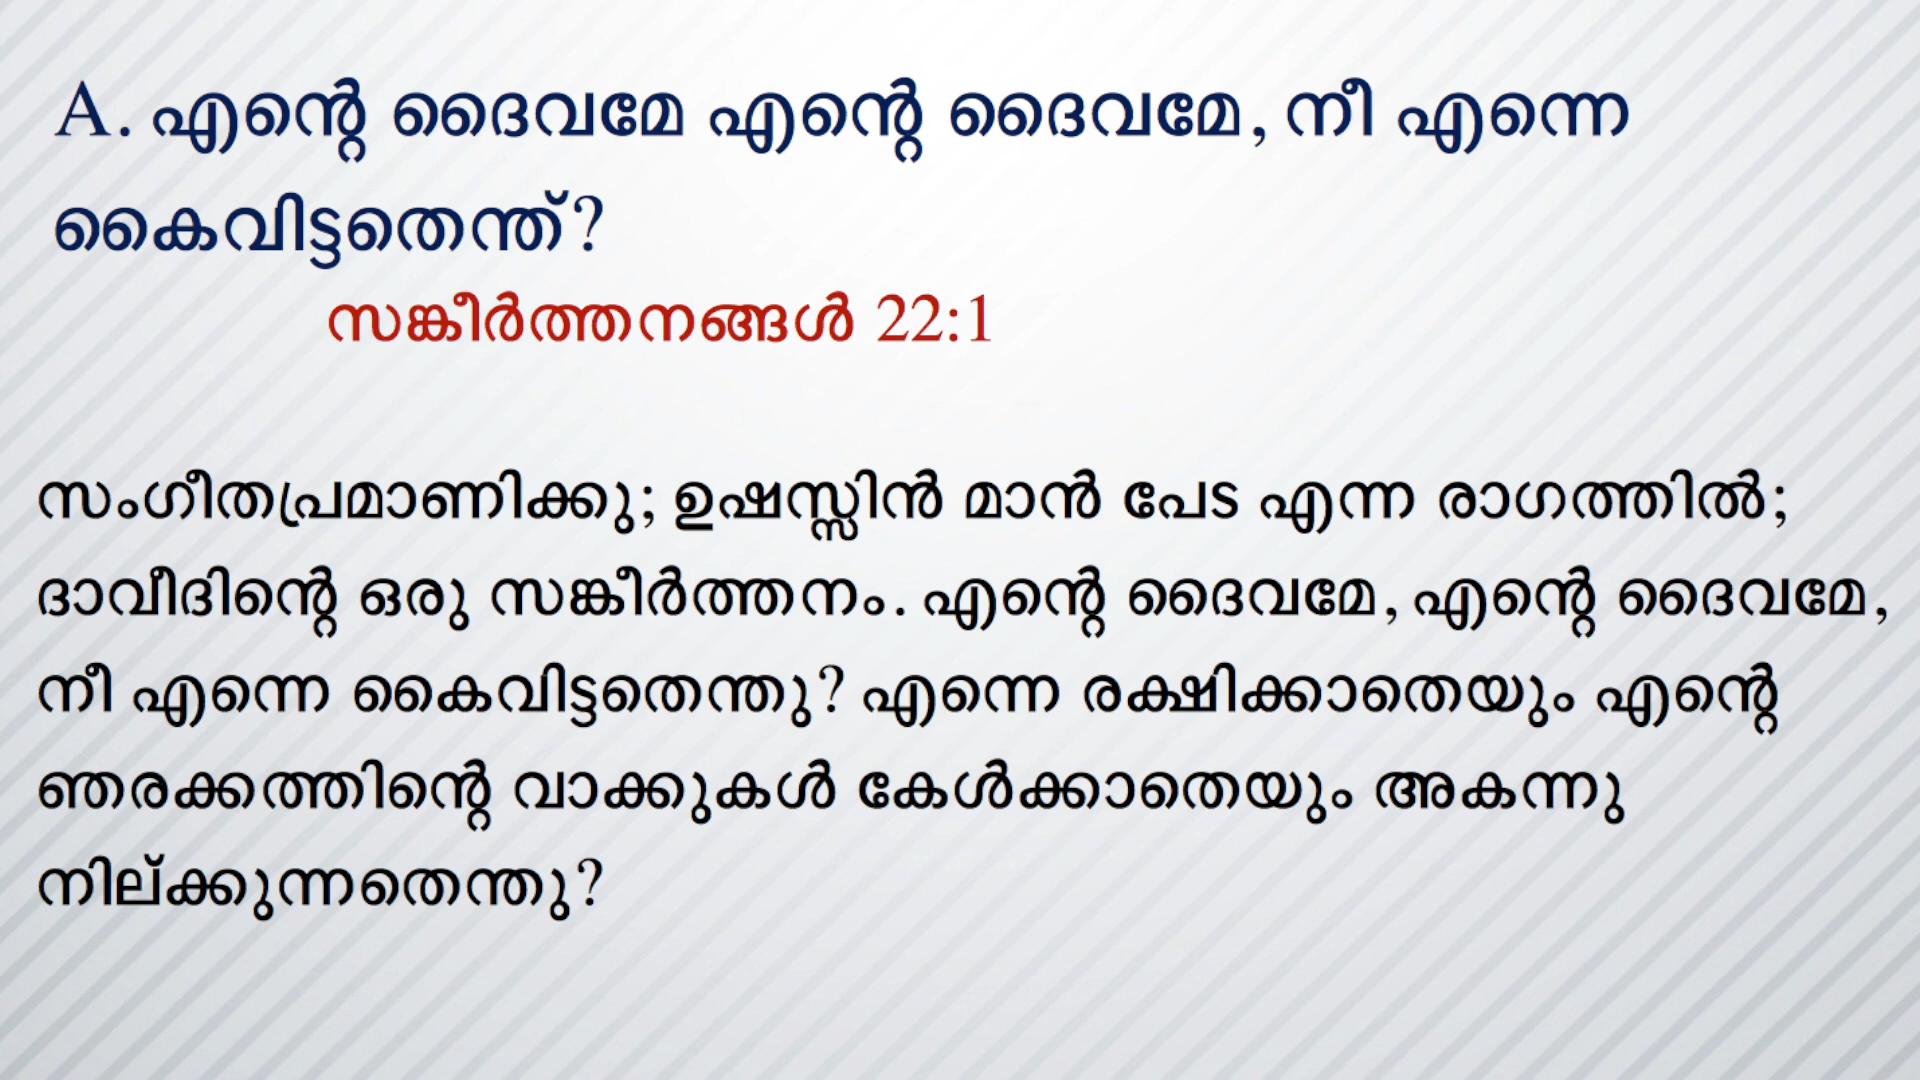 A. എന്റെ ദൈവമേ എന്റെ ദൈവമേ, നീ എന്നെ
കൈവിട്ടതെന്ത്?
സങ്കീർത്തനങ്ങൾ 22:1
സംഗീതപ്രമാണിക്കു; ഉഷസ്സിൻ മാൻ പേട എന്ന രാഗത്തിൽ;
ദാവീദിന്റെ ഒരു സങ്കീർത്തനം. എന്റെ ദൈവമേ, എന്റെ ദൈവമേ,
നീ എന്നെ കൈവിട്ടതെന്തു? എന്നെ രക്ഷിക്കാതെയും എന്റെ
ഞരക്കത്തിന്റെ വാക്കുകൾ കേൾക്കാതെയും അകന്നു
നില്ക്കുന്നതെന്തു?